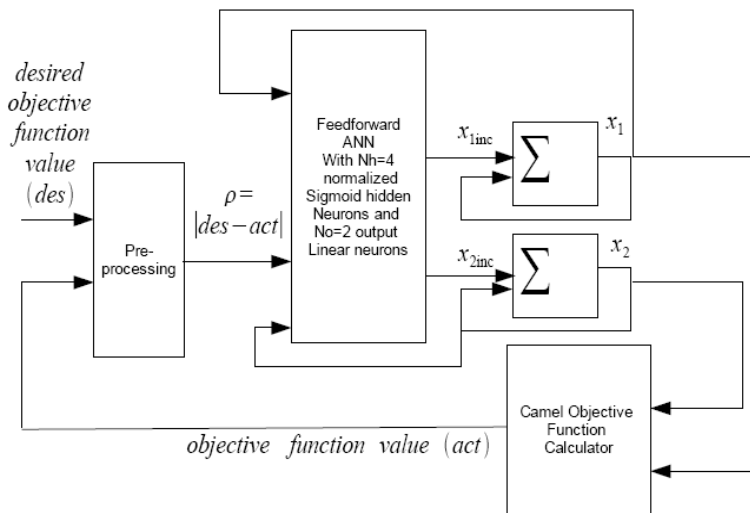 desired
objective
function
value
(des)
Pre-
processing
ρ=
|des−act|
Feedforward
ANN
With Nh=4
normalized
Sigmoid hidden
Neurons and
No=2 output
Linear neurons
x1inc
∑
x1
x2inc
∑
x2
Camel Objective
Function
Calculator
objective function value (act)